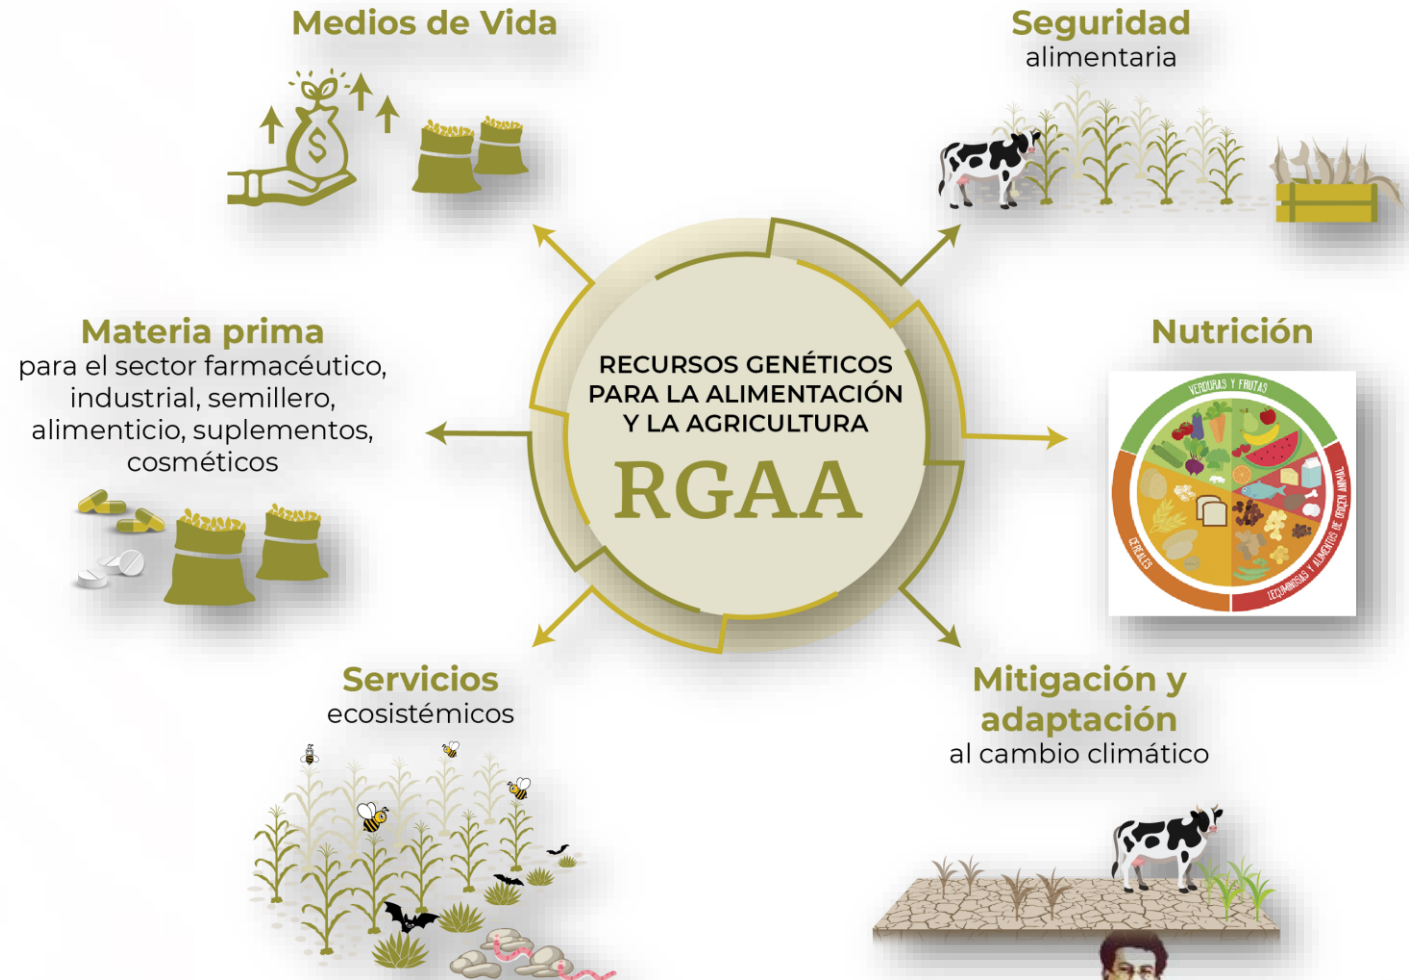 Medios de Vida
Seguridad
alimentaria
Materia prima
para el sector farmacéutico,
industrial, semillero,
alimenticio, suplementos,
cosméticos
RECURSOS GENÉTICOS
PARA LA ALIMENTACIÓN
Y LA AGRICULTURA
RGAA
$
Nutrición
VERDURAS Y FRUTAS
CEREALES
LEGUMINOSAS Y ALIMENTOS DE ORIGEN ANIMAL
Servicios
ecosistémicos
Mitigación y
adaptación
al cambio climático